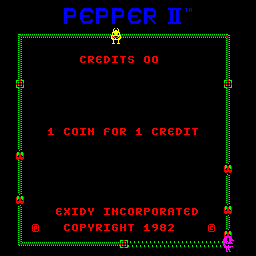 PEPPER II™
CREDITS 00
1 COIN FOR 1 CREDIT
EXIDY INCORPORATED
® COPYRIGHT 1982 ®